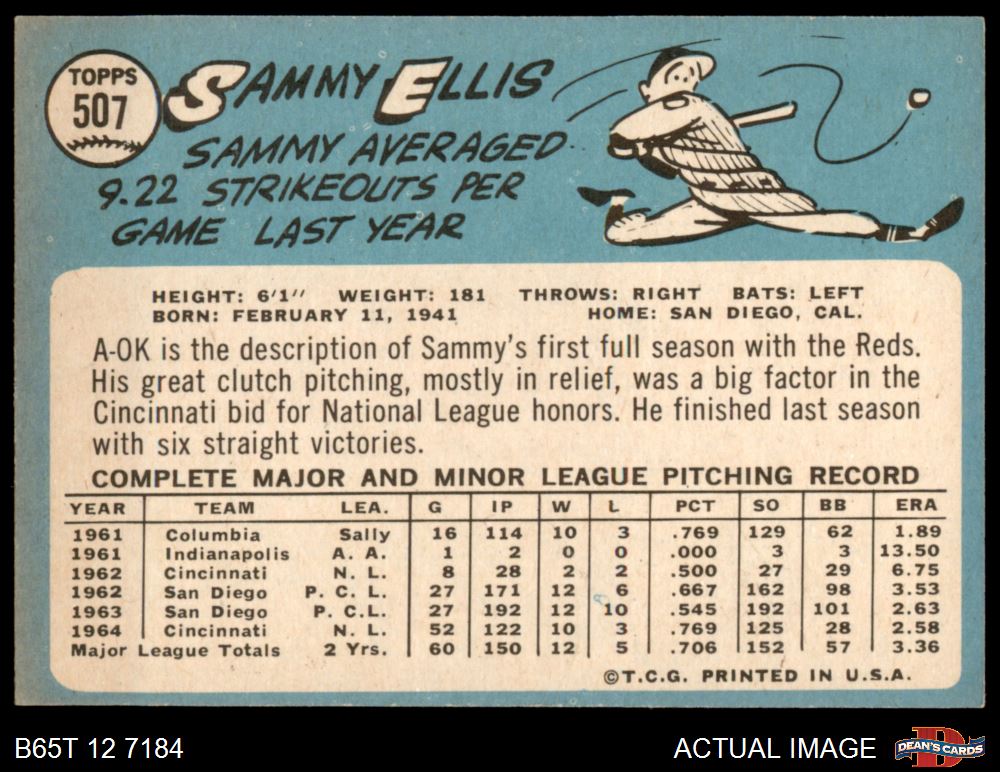 TOPPS
507
SAMMY ELLIS
SAMMY AVERAGED
9.22 STRIKEOUTS PER
GAME LAST YEAR
HEIGHT: 6'1" WEIGHT: 181 THROWS: RIGHT BATS: LEFT
BORN: FEBRUARY 11, 1941 HOME: SAN DIEGO, CAL.
A-OK is the description of Sammy's first full season with the Reds.
His great clutch pitching, mostly in relief, was a big factor in the
Cincinnati bid for National League honors. He finished last season
with six straight victories.
COMPLETE MAJOR AND MINOR LEAGUE PITCHING RECORD
YEAR TEAM LEA. G IP W L PCT SO BB ERA
1961 Columbia Sally 16 114 10 3 .769 129 62 1.89
1961 Indianapolis A. A. 1 2 0 0 .000 3 3 13.50
1962 Cincinnati N. L. 8 28 2 2 .500 27 29 6.75
1962 San Diego P. C. L. 27 171 12 6 .667 162 98 3.53
1963 San Diego P. C.L. 27 192 12 10 .545 192 101 2.63
1964 Cincinnati N. L. 52 122 10 3 .769 125 28 2.58
Major League Totals 2 Yrs. 60 150 12 5 .706 152 57 3.36
©T.C.G. PRINTED IN U.S.A.
B65T 12 7184 ACTUAL IMAGE DEAN'S CARDS